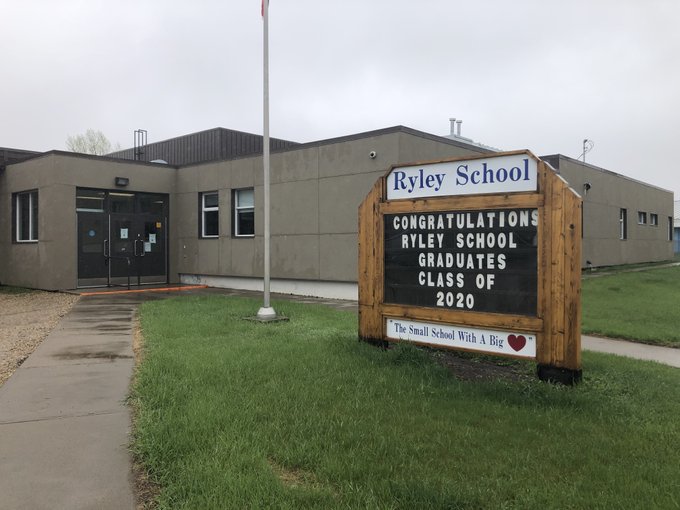 Ryley School
CONGRATULATIONS
RYLEY SCHOOL
GRADUATES
CLASS OF
2020
"The Small School With A Big ♥"